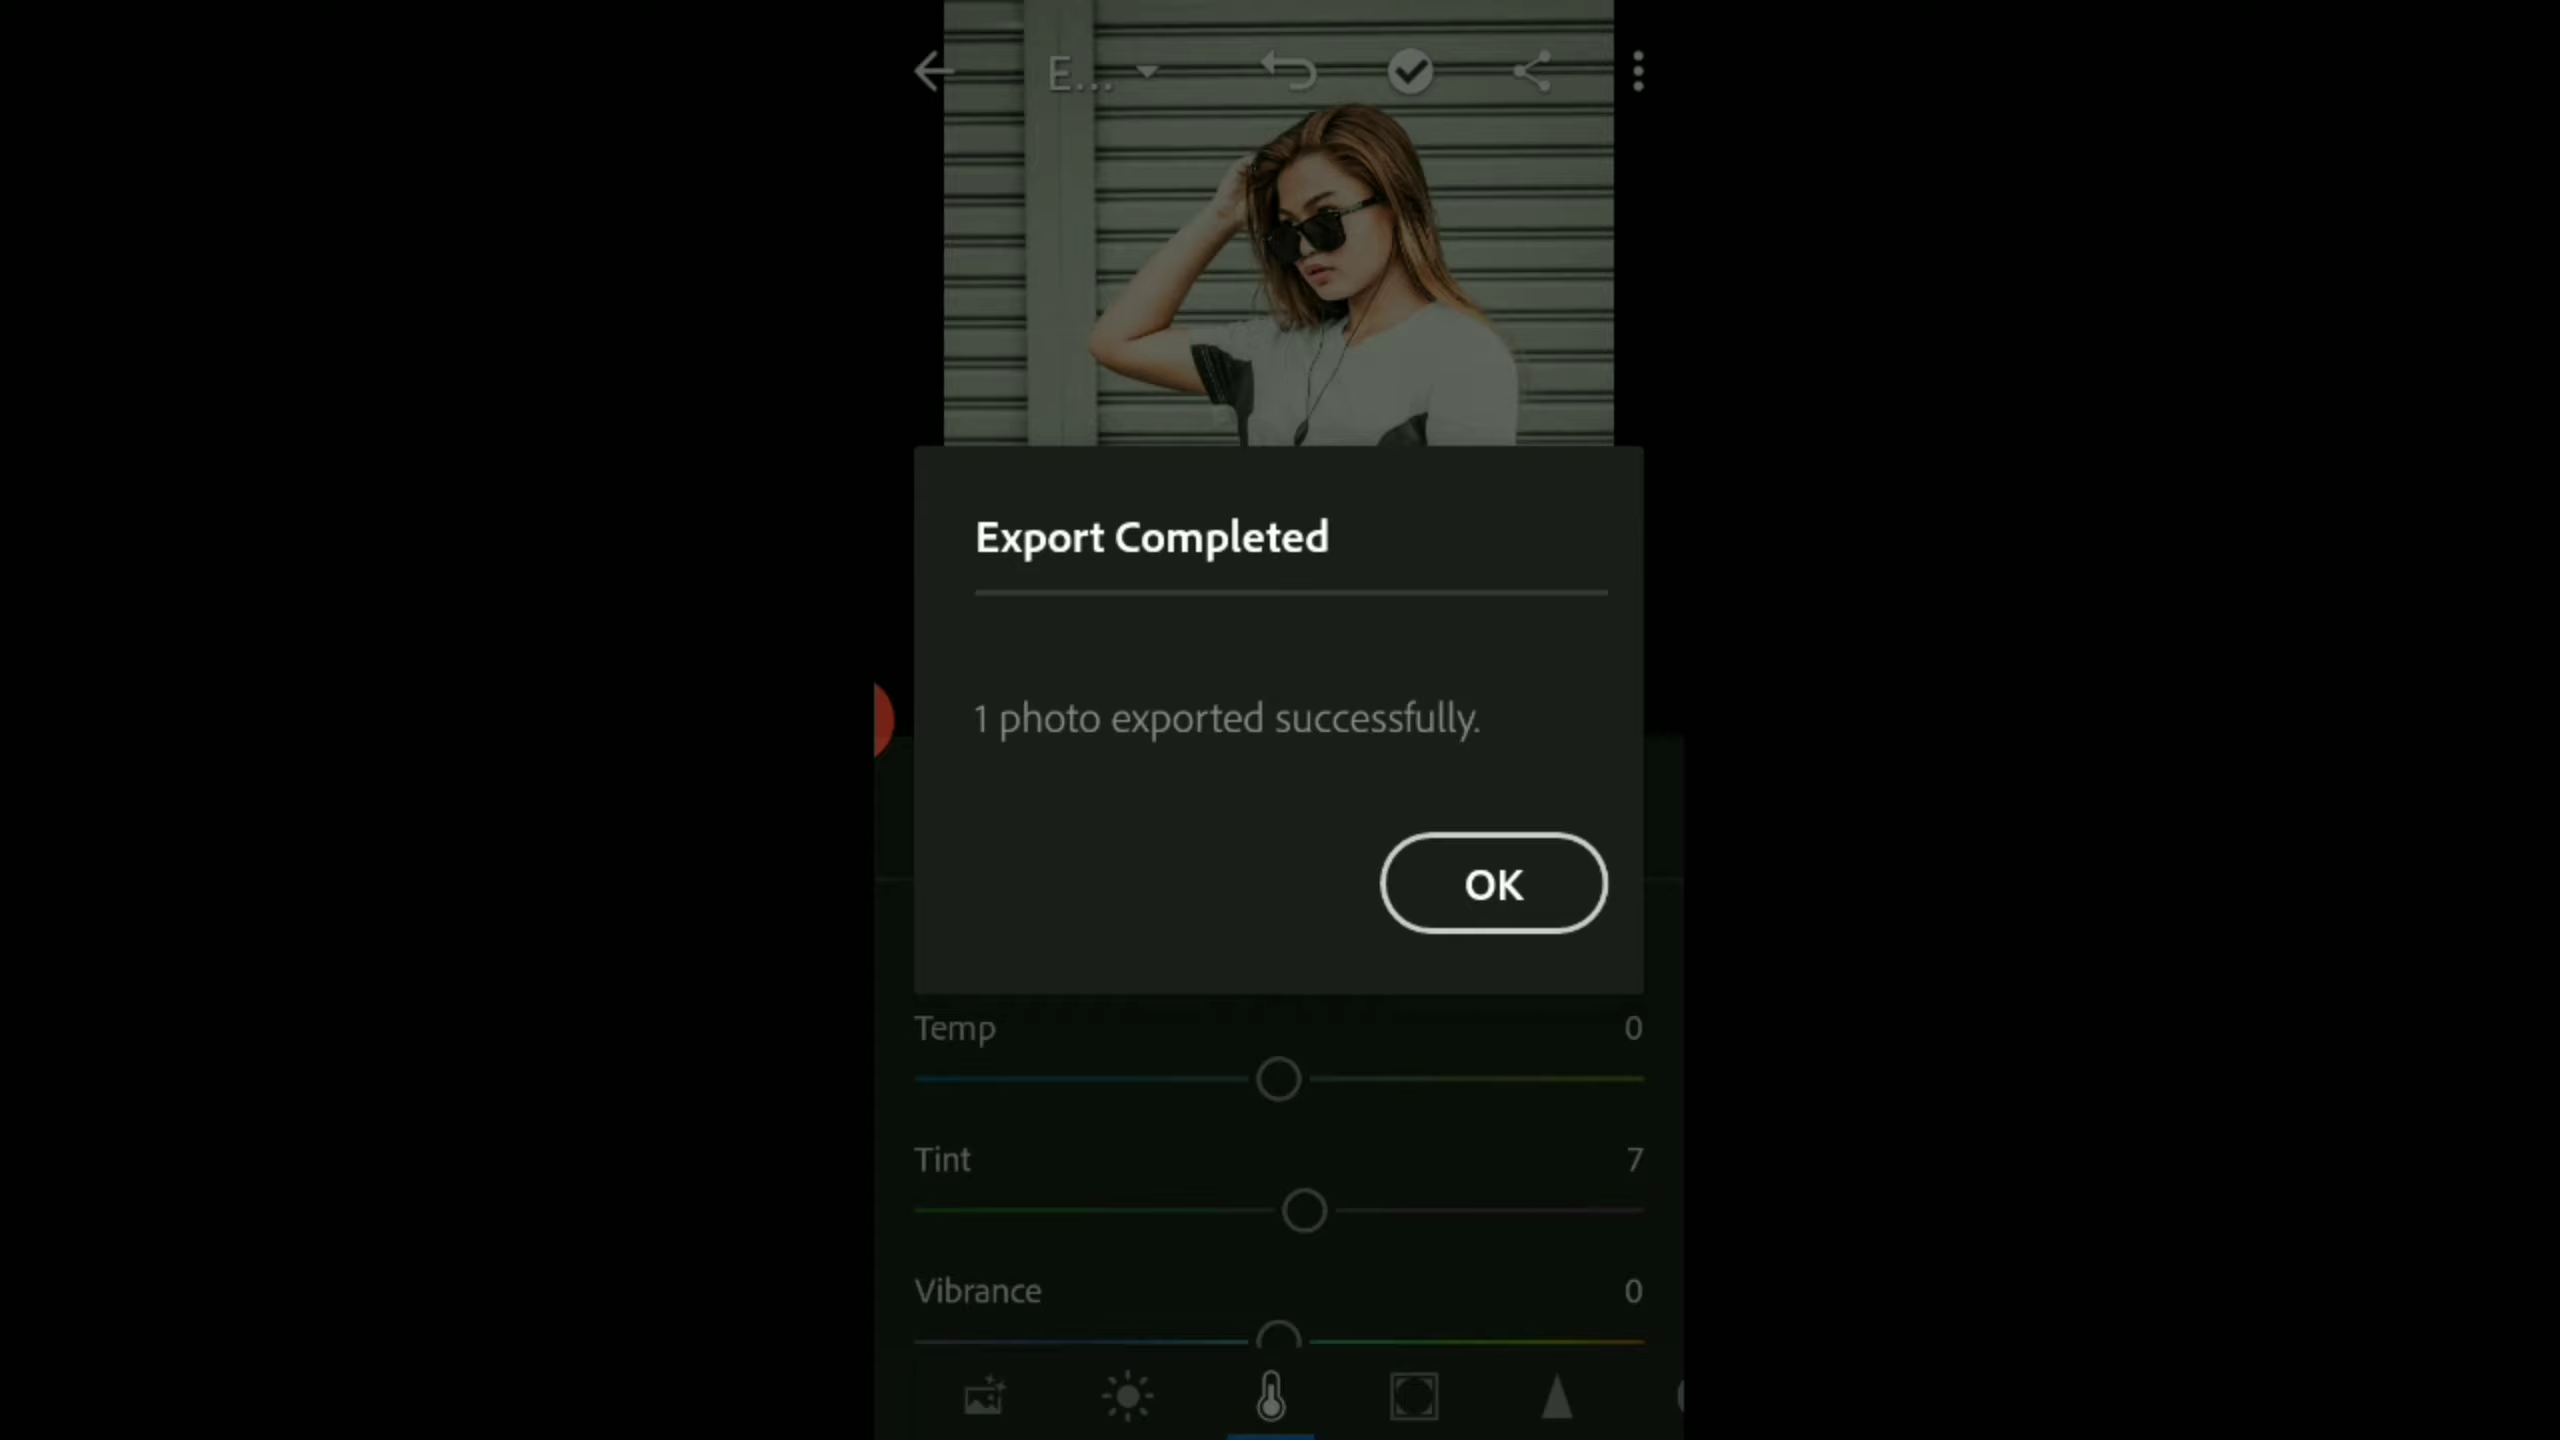 E...
Export Completed
1 photo exported successfully.
OK
Temp 0
Tint 7
Vibrance 0